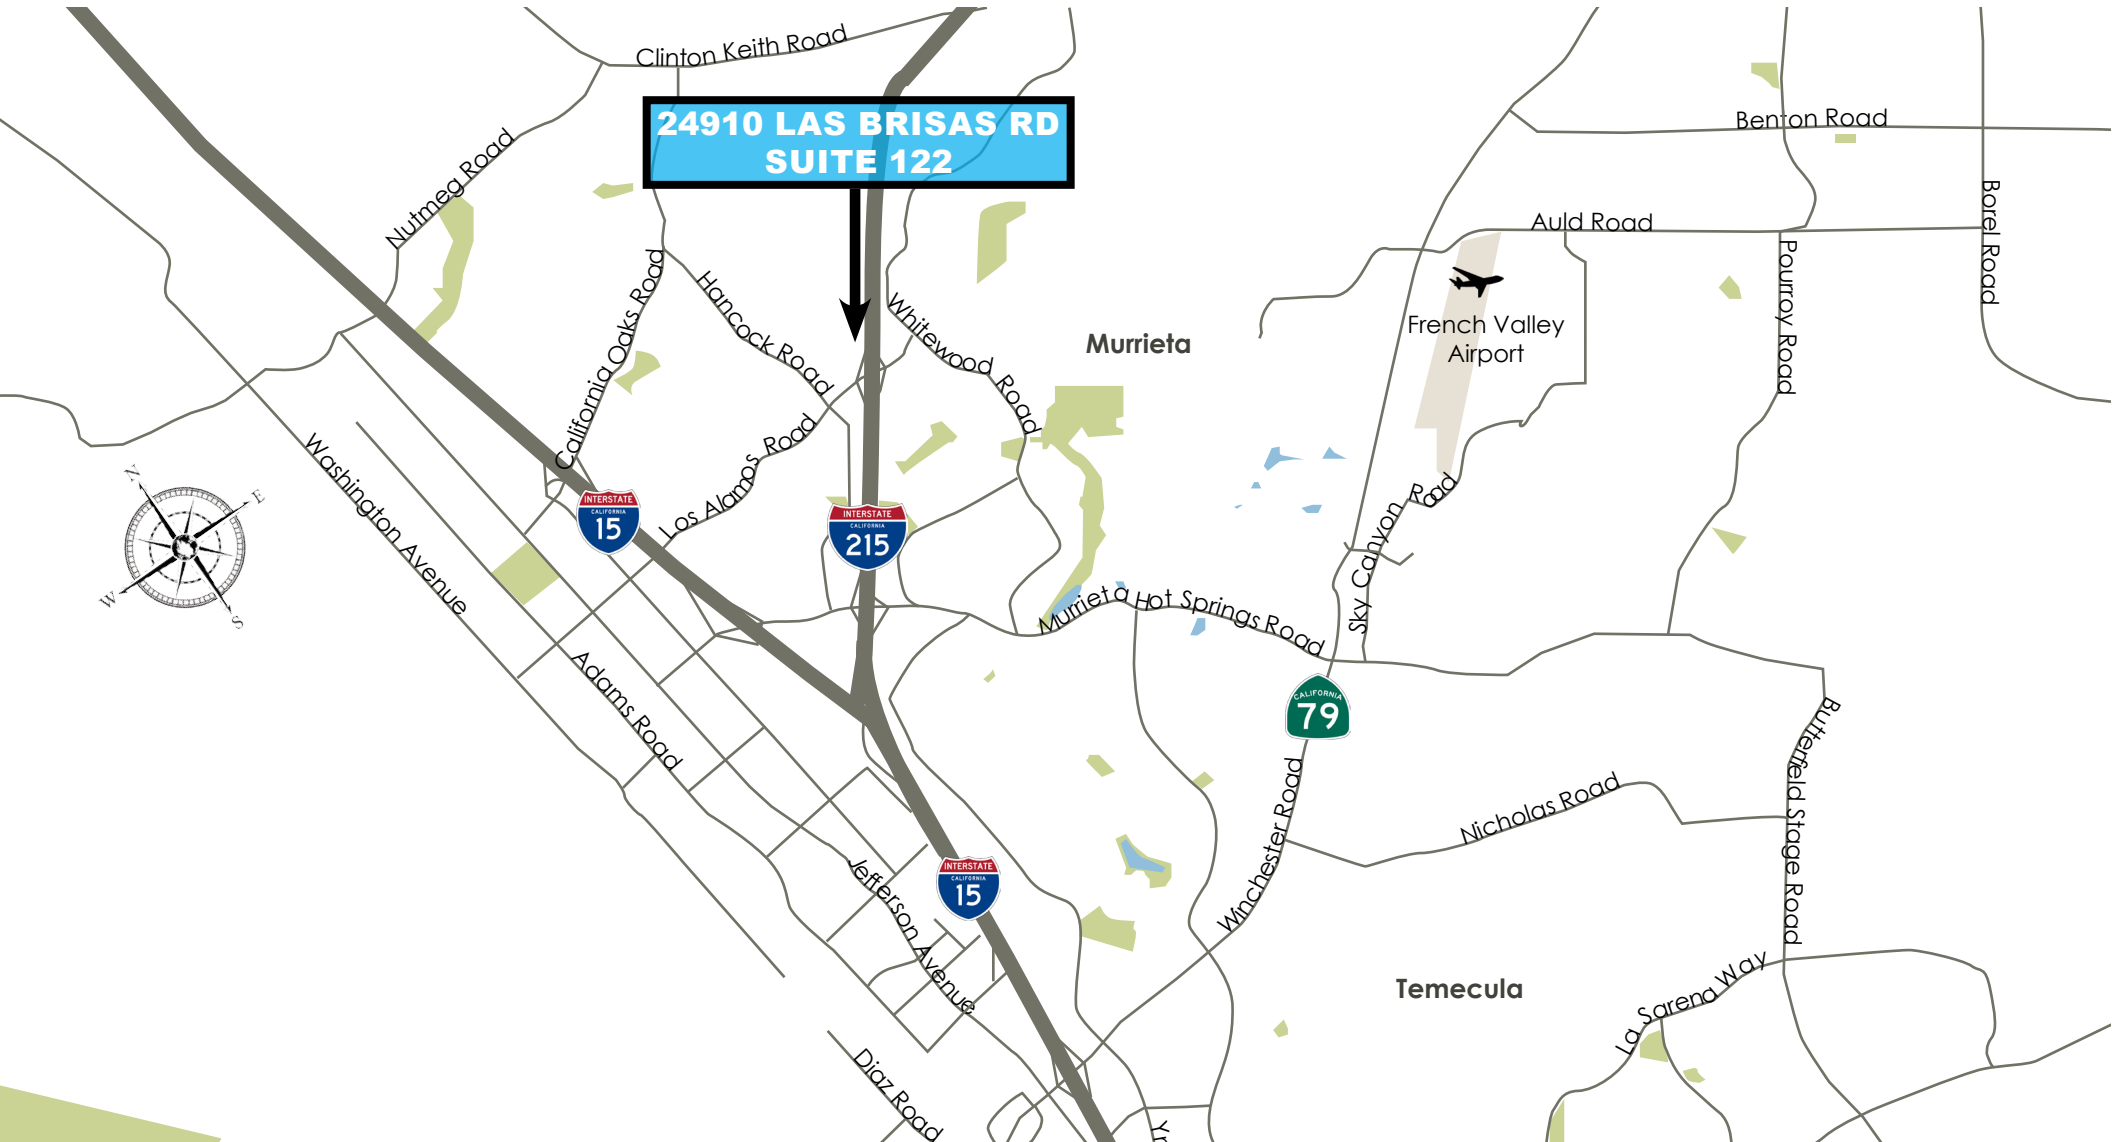 Clinton Keith Road
24910 LAS BRISAS RD
SUITE 122
Benton Road
Nutmeg Road
Borel Road
Auld Road
Pourroy Road
California Oaks Road
Hancock Road
Whitewood Road
Murrieta
French Valley
Airport
Los Alamos Road
Washington Avenue
N
E
W
S
INTERSTATE
CALIFORNIA
15
INTERSTATE
CALIFORNIA
215
Sky Canyon Road
Murrieta Hot Springs Road
Adams Road
CALIFORNIA
79
Butterfield Stage Road
Winchester Road
Nicholas Road
Jefferson Avenue
INTERSTATE
CALIFORNIA
15
Temecula
La Sarena Way
Diaz Road